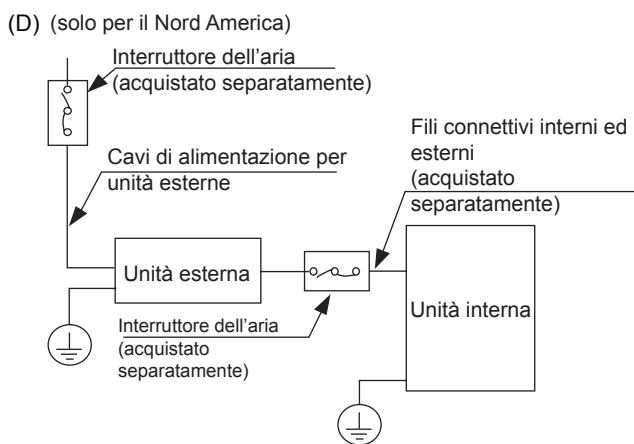 (D) (solo per il Nord America)
Interruttore dell'aria
(acquistato separatamente)
Fili connettivi interni ed
esterni
(acquistato
separatamente)
Cavi di alimentazione per
unità esterne
Unità esterna
Unità interna
Interruttore dell'aria
(acquistato
separatamente)